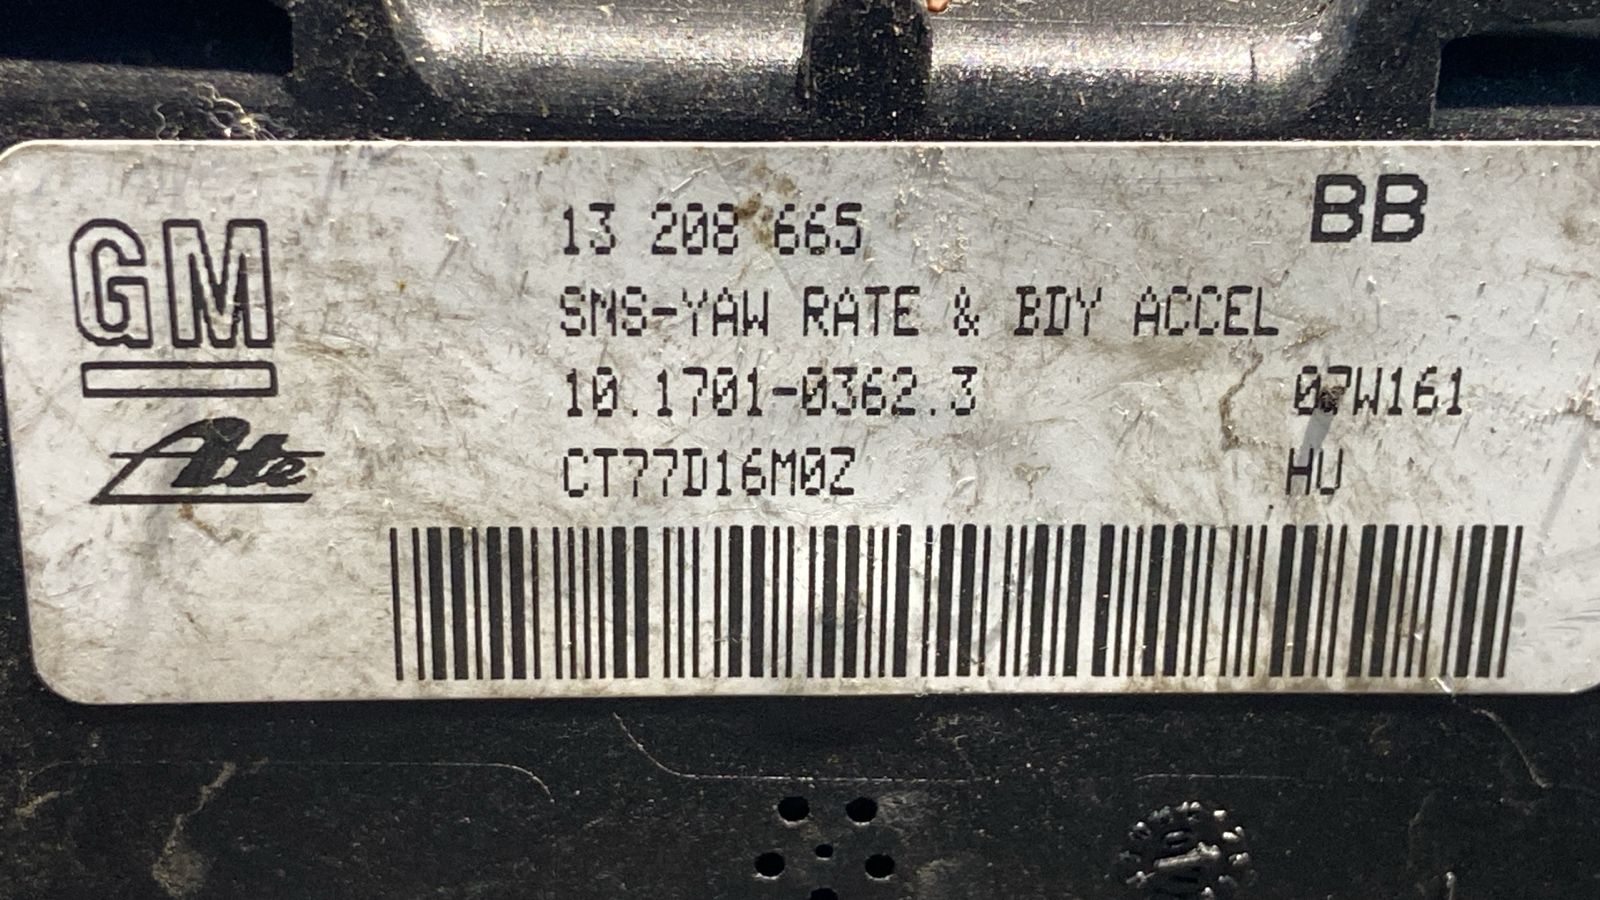 GM
Ate
13 208 665
BB
SMS-YAW RATE & BDY ACCEL
10.1701-0362.3
07W161
CT77D16M0Z
HU